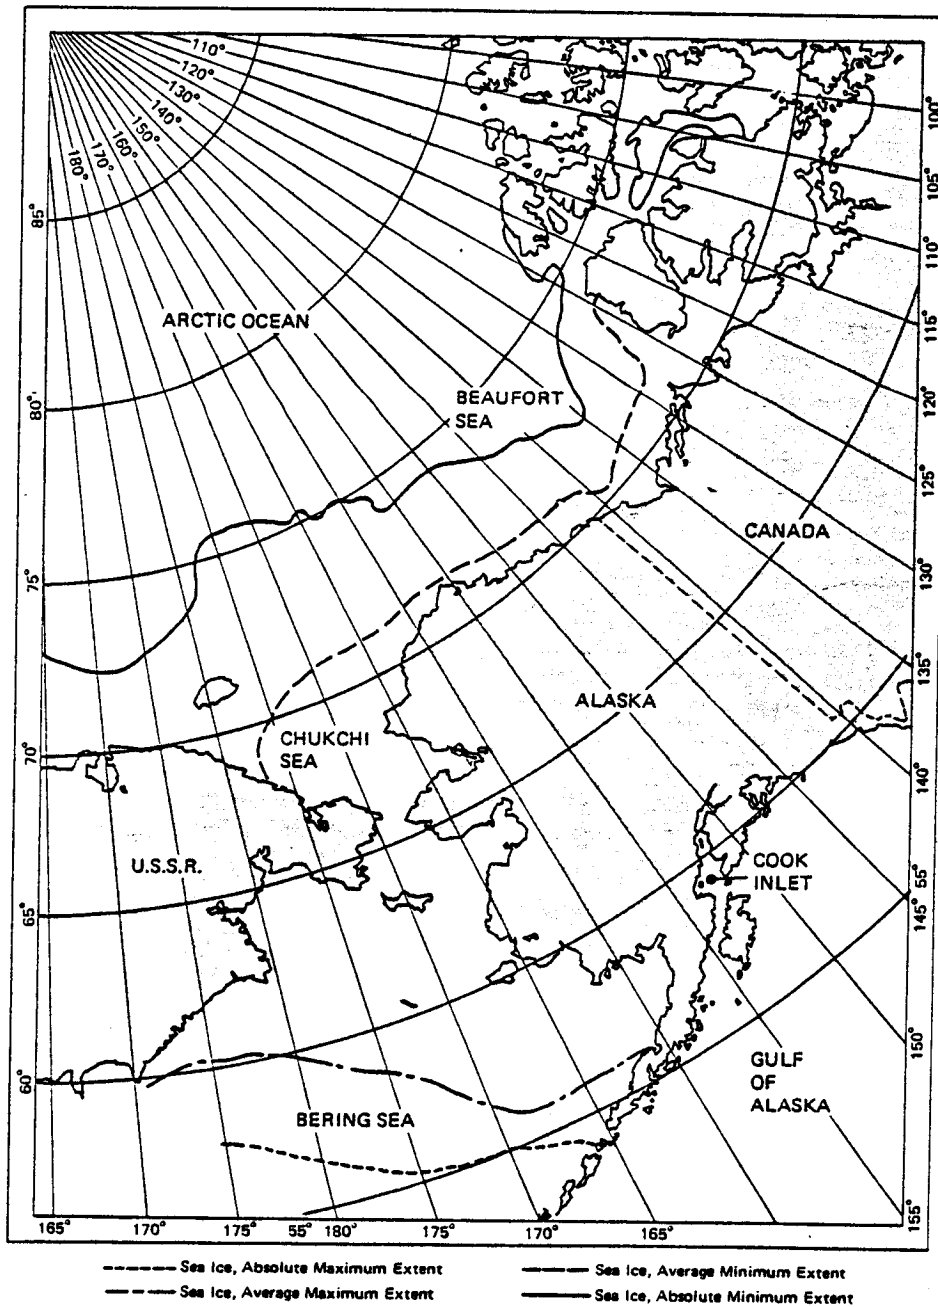 110°
120°
130°
140°
150°
160°
170°
180°
85°
80°
75°
70°
65°
60°
100°
105°
110°
115°
120°
125°
130°
135°
140°
55°
145°
150°
155°
ARCTIC OCEAN
BEAUFORT
SEA
CANADA
ALASKA
CHUKCHI
SEA
U.S.S.R.
COOK
INLET
GULF
OF
ALASKA
BERING SEA
165° 170° 175° 55° 180° 175° 170° 165°
Sea Ice, Absolute Maximum Extent
Sea Ice, Average Minimum Extent
Sea Ice, Average Maximum Extent
Sea Ice, Absolute Minimum Extent